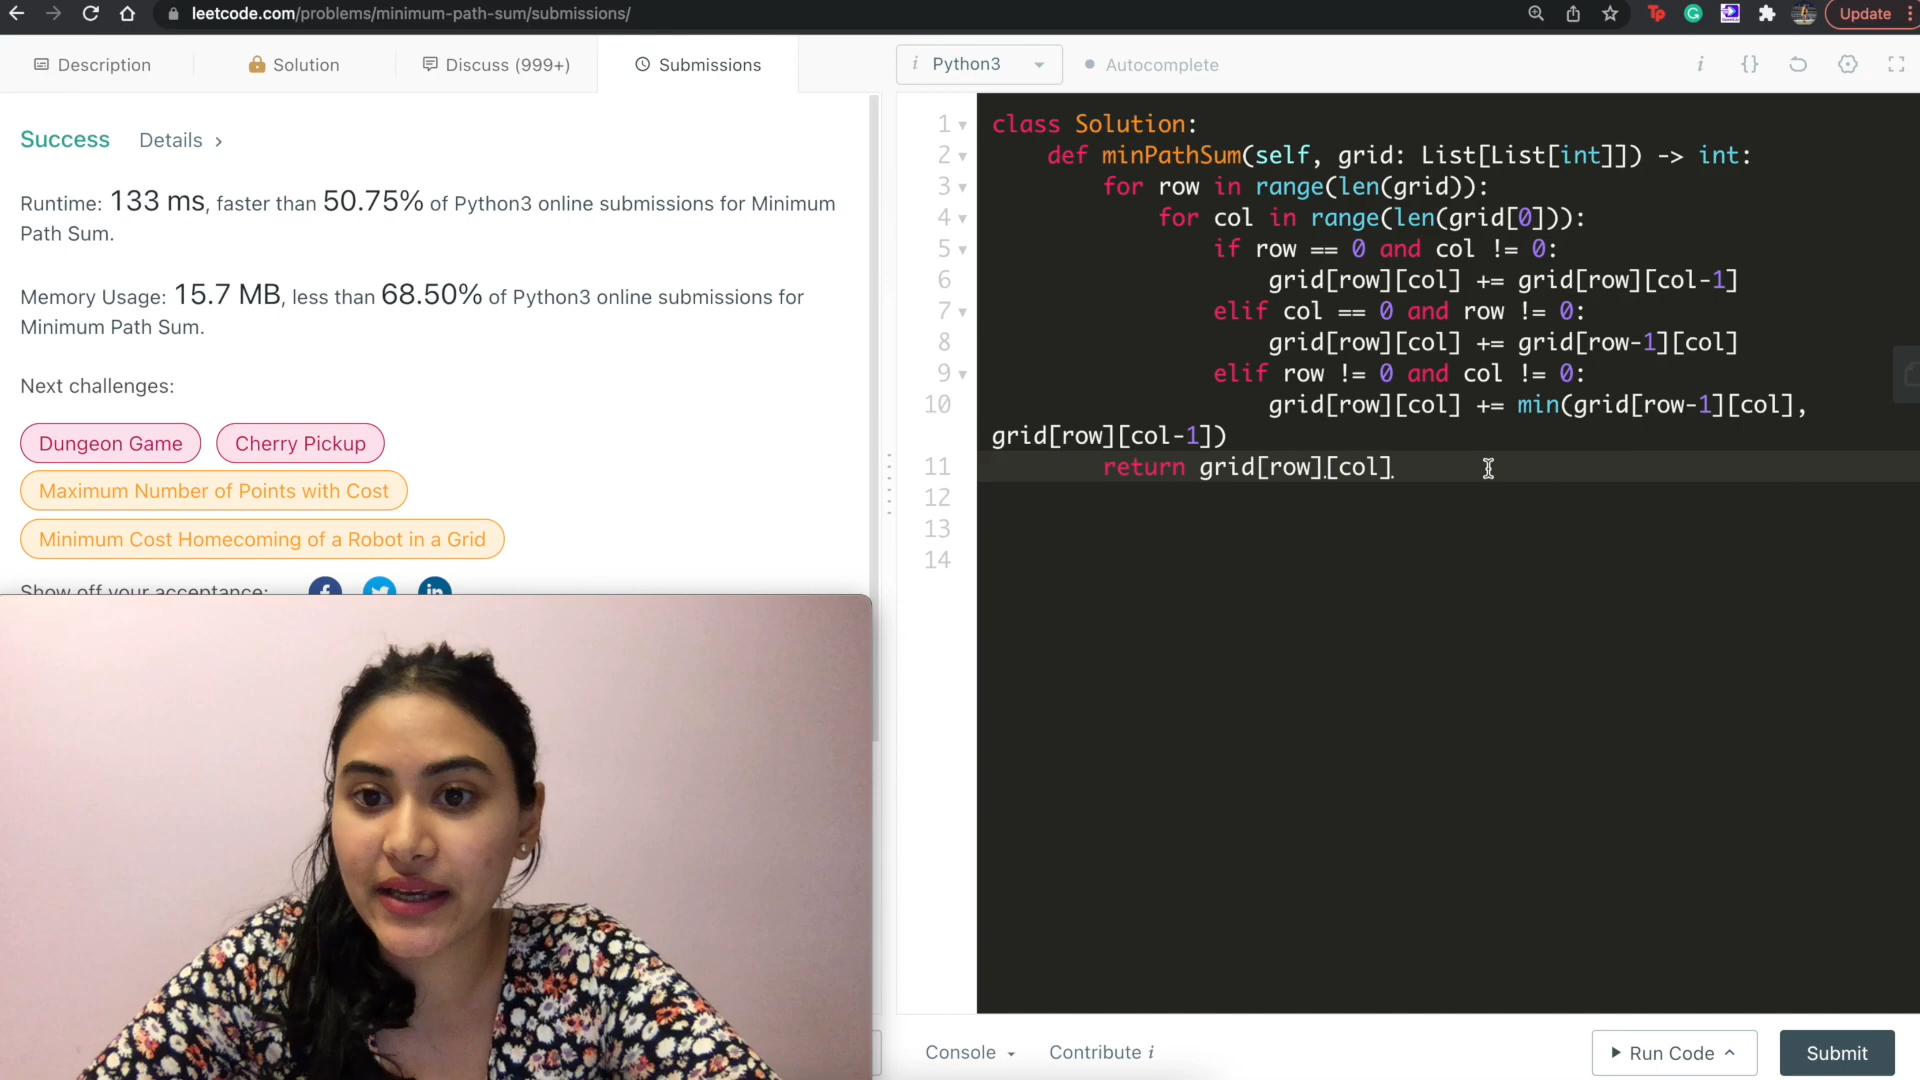 leetcode.com/problems/minimum-path-sum/submissions/
Update
Description
Solution
Discuss (999+)
Submissions
i Python3
Autocomplete
i {}
Success Details >
Runtime: 133 ms, faster than 50.75% of Python3 online submissions for Minimum
Path Sum.
Memory Usage: 15.7 MB, less than 68.50% of Python3 online submissions for
Minimum Path Sum.
Next challenges:
Dungeon Game
Cherry Pickup
Maximum Number of Points with Cost
Minimum Cost Homecoming of a Robot in a Grid
Show off your acceptance:
1 class Solution:
2 def minPathSum(self, grid: List[List[int]]) -> int:
3 for row in range(len(grid)):
4 for col in range(len(grid[0])):
5 if row == 0 and col != 0:
6 grid[row][col] += grid[row][col-1]
7 elif col == 0 and row != 0:
8 grid[row][col] += grid[row-1][col]
9 elif row != 0 and col != 0:
10 grid[row][col] += min(grid[row-1][col],
grid[row][col-1])
11 return grid[row][col]
12
13
14
Console
Contribute i
Run Code
Submit